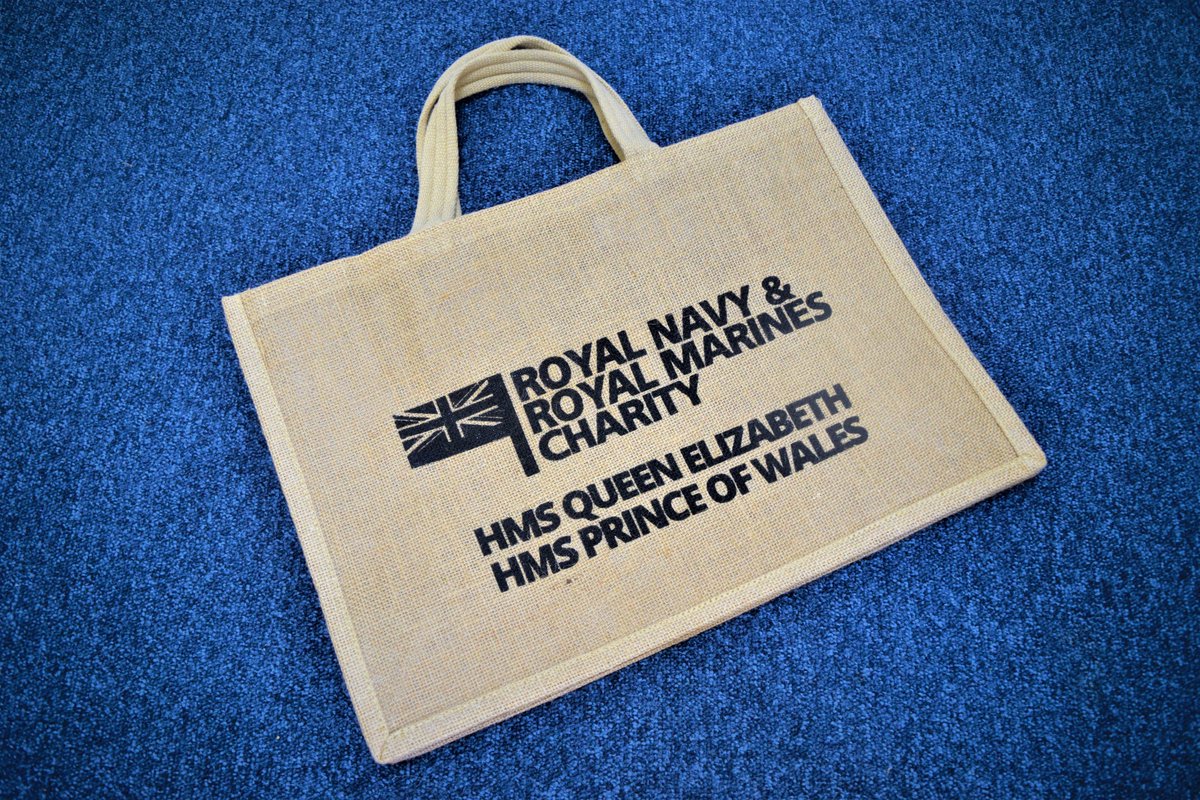 ROYAL NAVY &
ROYAL MARINES
CHARITY
HMS QUEEN ELIZABETH
HMS PRINCE OF WALES